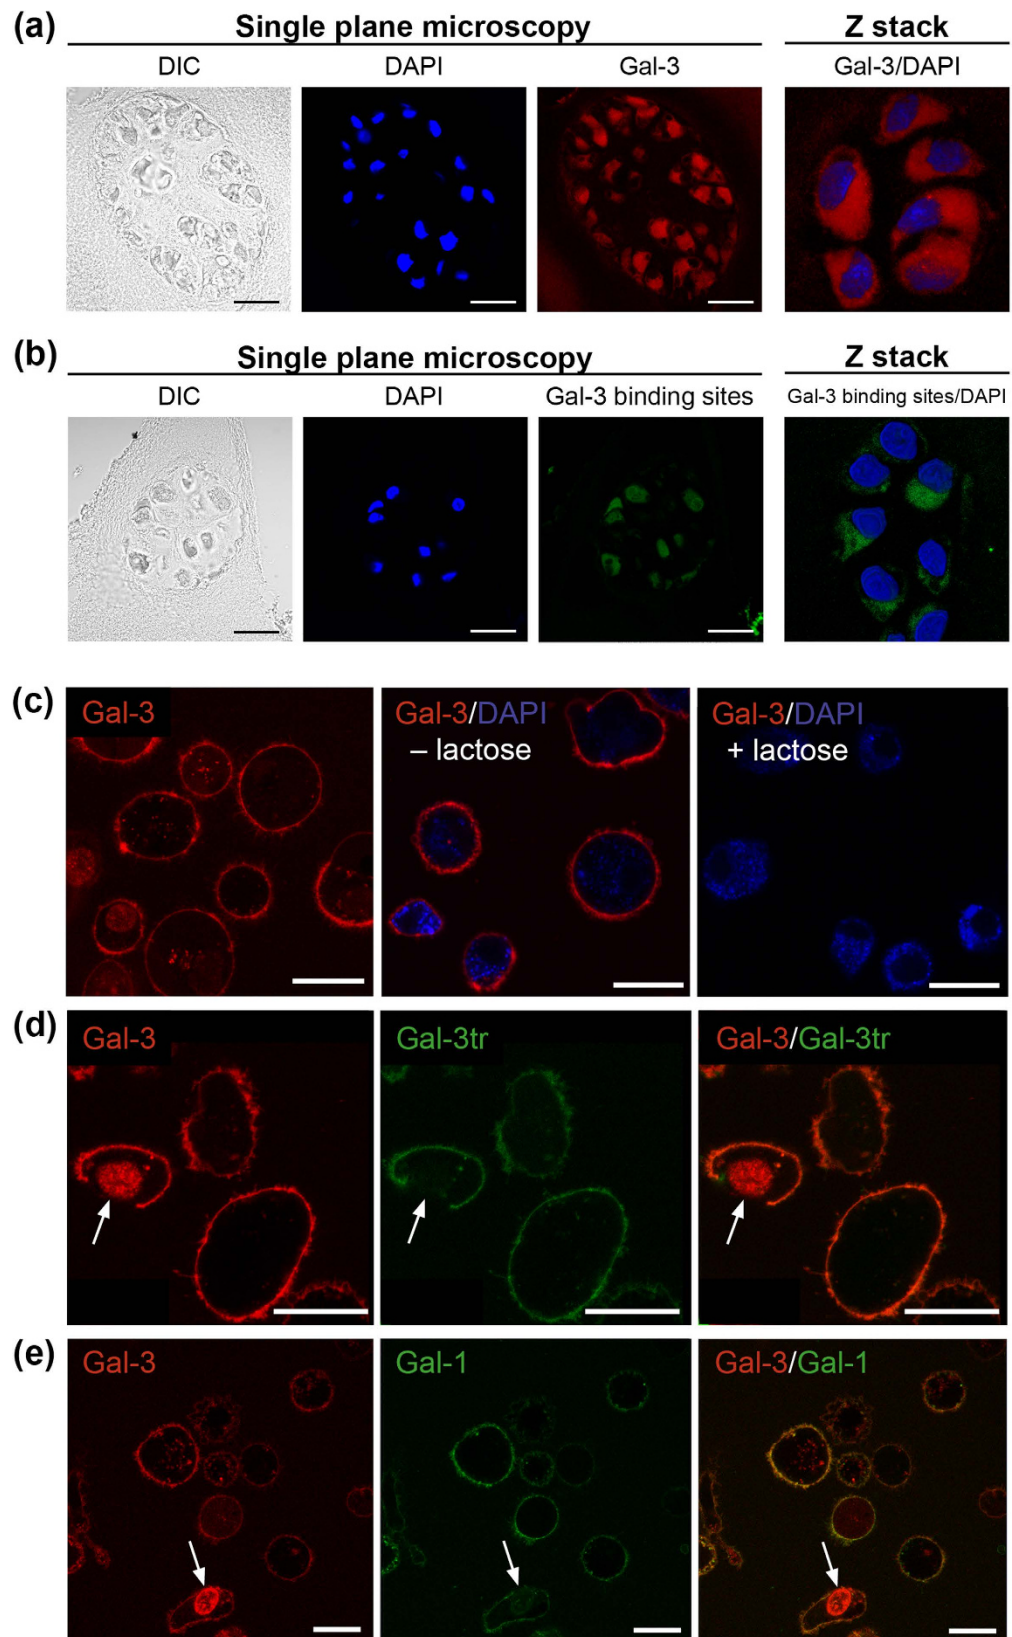 (a)
Single plane microscopy Z stack
DIC DAPI Gal-3 Gal-3/DAPI
(b)
Single plane microscopy Z stack
DIC DAPI Gal-3 binding sites Gal-3 binding sites/DAPI
(c)
Gal-3 Gal-3/DAPI Gal-3/DAPI
– lactose + lactose
(d)
Gal-3 Gal-3tr Gal-3/Gal-3tr
(e)
Gal-3 Gal-1 Gal-3/Gal-1